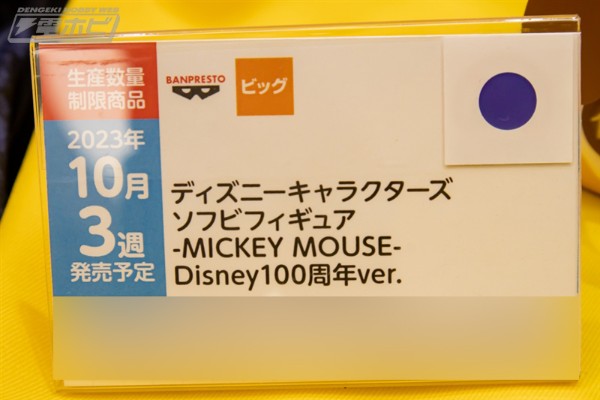 DENGEKI HOBBY WEB
電ホビ
生産数量
制限商品
2023年
10月
3週
発売予定
BANPRESTO
ビッグ
ディズニーキャラクターズ
ソフビフィギュア
-MICKEY MOUSE-
Disney100周年ver.